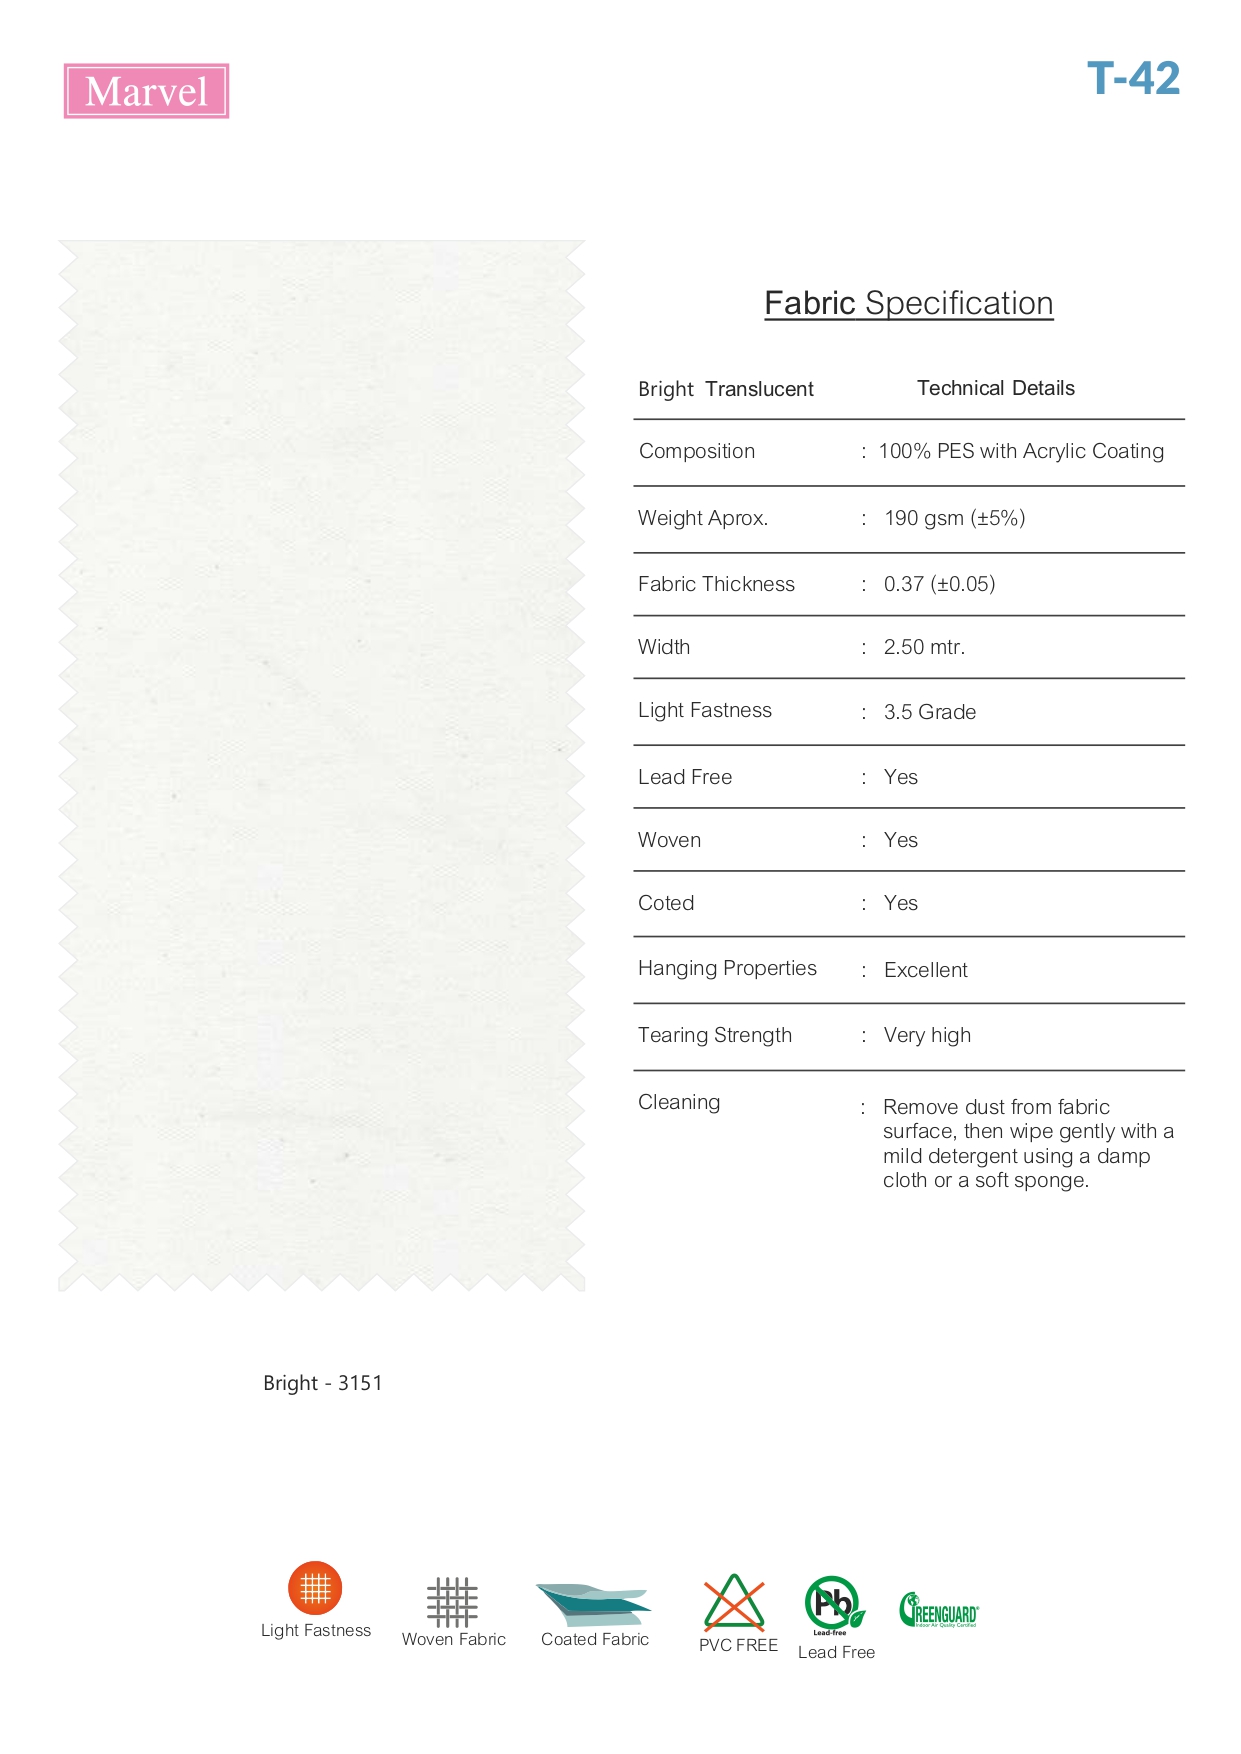 Marvel
T-42
Fabric Specification
Bright Translucent Technical Details
Composition : 100% PES with Acrylic Coating
Weight Aprox. : 190 gsm (±5%)
Fabric Thickness : 0.37 (±0.05)
Width : 2.50 mtr.
Light Fastness : 3.5 Grade
Lead Free : Yes
Woven : Yes
Coted : Yes
Hanging Properties : Excellent
Tearing Strength : Very high
Cleaning : Remove dust from fabric
surface, then wipe gently with a
mild detergent using a damp
cloth or a soft sponge.
Bright - 3151
Light Fastness
Woven Fabric
Coated Fabric
PVC FREE
Pb
Lead-free
Lead Free
GREENGUARD®
Indoor Air Quality Certified